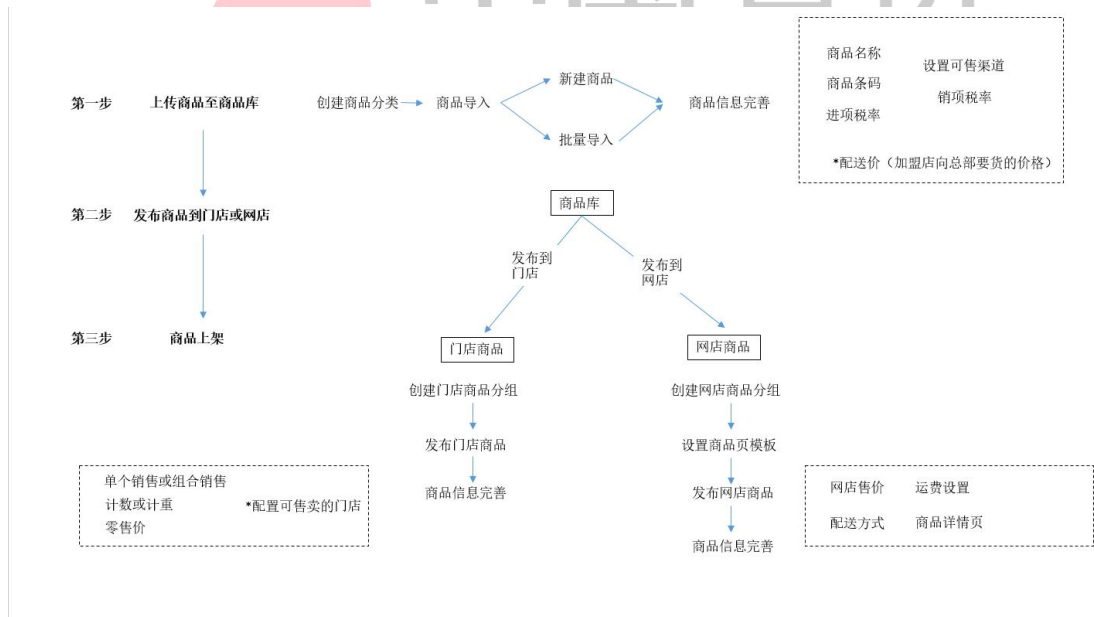 商品名称
设置可售渠道
商品条码
销项税率
进项税率
*配送价（加盟店向总部要货的价格）
第一步
上传商品至商品库
创建商品分类
商品导入
新建商品
批量导入
商品信息完善
第二步
发布商品到门店或网店
商品库
发布到
门店
发布到
网店
第三步
商品上架
门店商品
网店商品
创建门店商品分组
创建网店商品分组
发布门店商品
设置商品页模板
商品信息完善
发布网店商品
商品信息完善
单个销售或组合销售
计数或计重
*配置可售卖的门店
零售价
网店售价
运费设置
配送方式
商品详情页